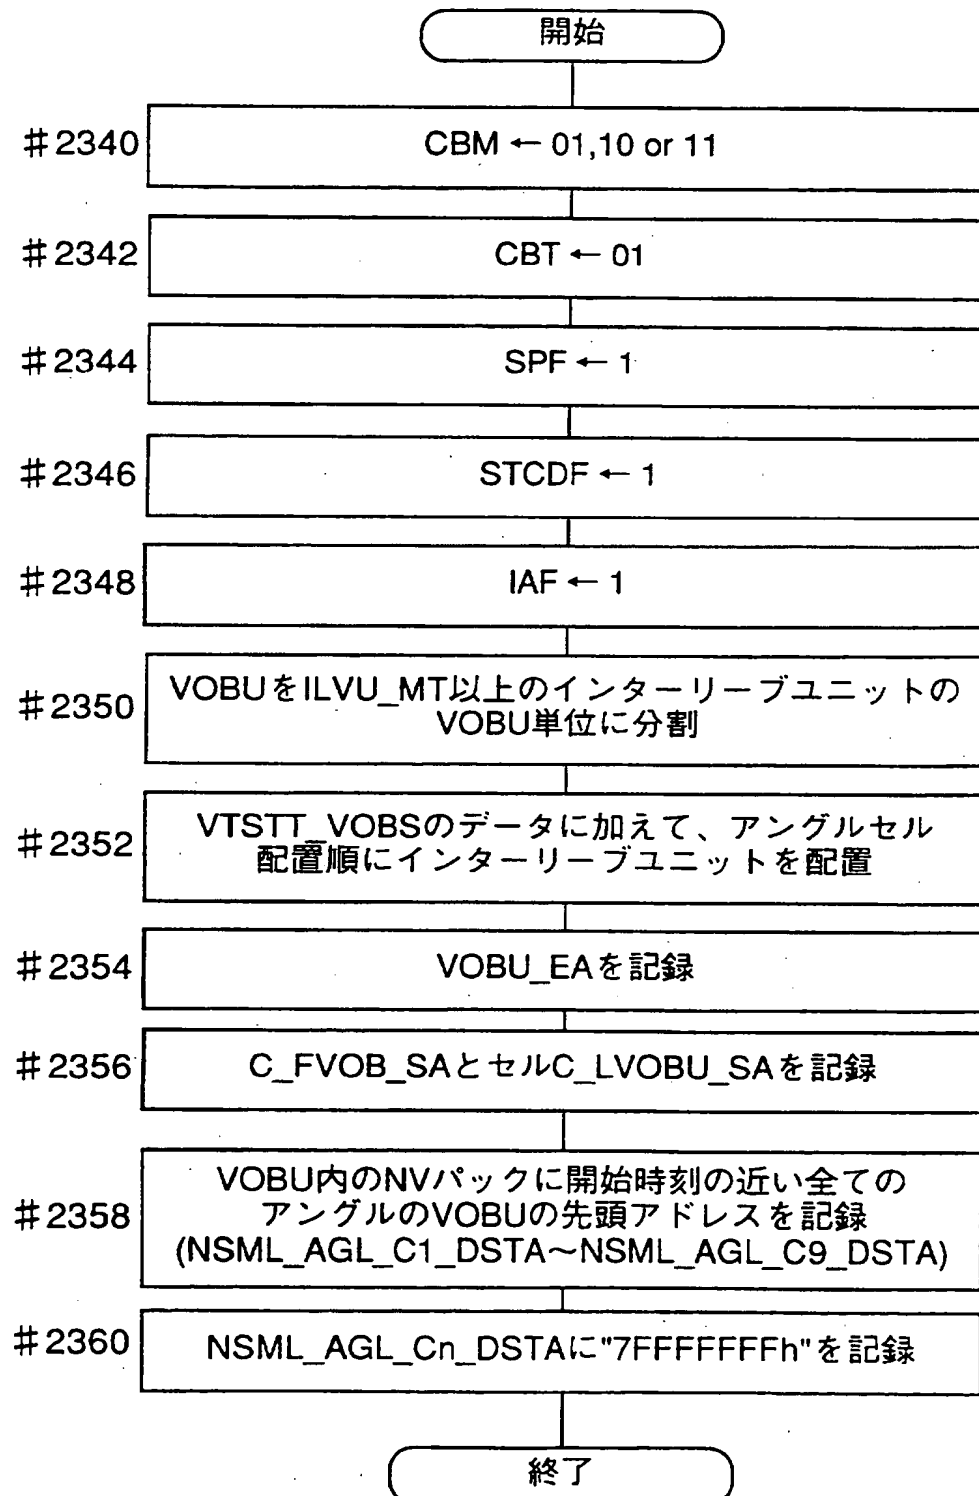 開始
#2340
CBM ← 01,10 or 11
#2342
CBT ← 01
#2344
SPF ← 1
#2346
STCDF ← 1
#2348
IAF ← 1
#2350
VOBUをILVU_MT以上のインターリーブユニットの
VOBU単位に分割
#2352
VTSTT_VOBSのデータに加えて、アングルセル
配置順にインターリーブユニットを配置
#2354
VOBU_EAを記録
#2356
C_FVOB_SAとセルC_LVOBU_SAを記録
#2358
VOBU内のNVパックに開始時刻の近い全ての
アングルのVOBUの先頭アドレスを記録
(NSML_AGL_C1_DSTA～NSML_AGL_C9_DSTA)
#2360
NSML_AGL_Cn_DSTAに"7FFFFFFFh"を記録
終了